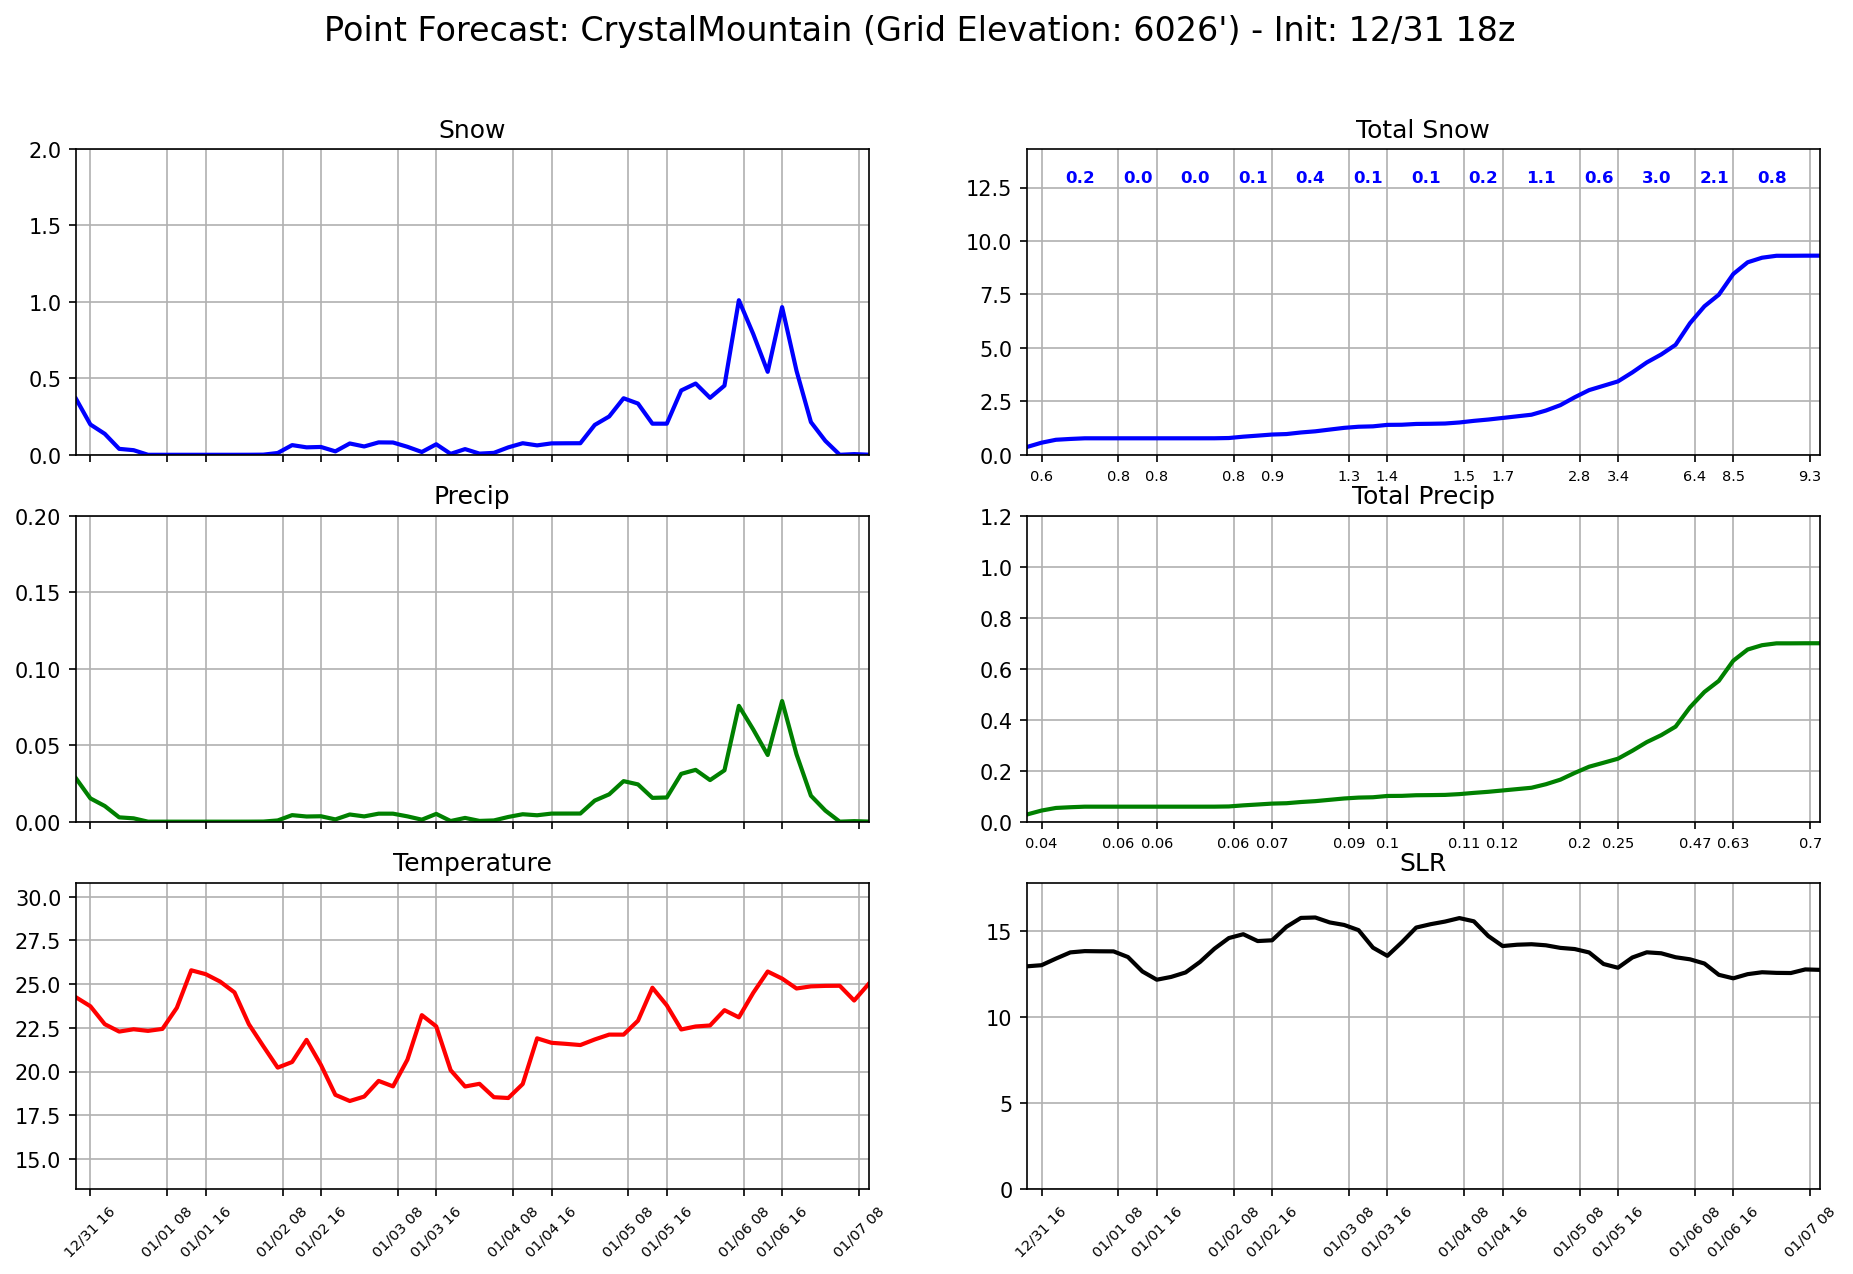 Point Forecast: CrystalMountain (Grid Elevation: 6026') - Init: 12/31 18z
Snow
2.0
1.5
1.0
0.5
0.0
Total Snow
0.2 0.0 0.0 0.1 0.4 0.1 0.1 0.2 1.1 0.6 3.0 2.1 0.8
12.5
10.0
7.5
5.0
2.5
0.0
0.6 0.8 0.8 0.8 0.9 1.3 1.4 1.5 1.7 2.8 3.4 6.4 8.5 9.3
Precip
0.20
0.15
0.10
0.05
0.00
Total Precip
1.2
1.0
0.8
0.6
0.4
0.2
0.0
0.04 0.06 0.06 0.06 0.07 0.09 0.1 0.11 0.12 0.2 0.25 0.47 0.63 0.7
Temperature
30.0
27.5
25.0
22.5
20.0
17.5
15.0
12/31 16 01/01 08 01/01 16 01/02 08 01/02 16 01/03 08 01/03 16 01/04 08 01/04 16 01/05 08 01/05 16 01/06 08 01/06 16 01/07 08
SLR
15
10
5
0
12/31 16 01/01 08 01/01 16 01/02 08 01/02 16 01/03 08 01/03 16 01/04 08 01/04 16 01/05 08 01/05 16 01/06 08 01/06 16 01/07 08